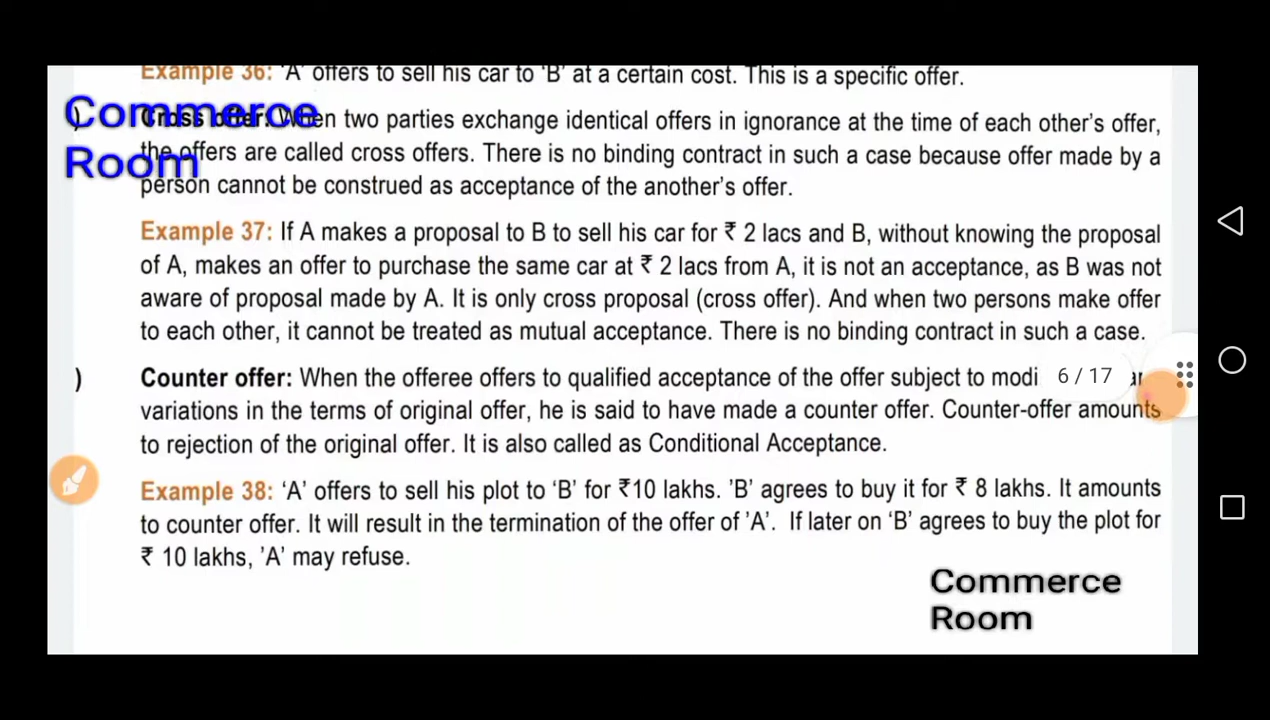 Example 36: 'A' offers to sell his car to 'B' at a certain cost. This is a specific offer.
Commerce
Room
) Cross offer: When two parties exchange identical offers in ignorance at the time of each other's offer,
the offers are called cross offers. There is no binding contract in such a case because offer made by a
person cannot be construed as acceptance of the another's offer.
Example 37: If A makes a proposal to B to sell his car for ₹ 2 lacs and B, without knowing the proposal
of A, makes an offer to purchase the same car at ₹ 2 lacs from A, it is not an acceptance, as B was not
aware of proposal made by A. It is only cross proposal (cross offer). And when two persons make offer
to each other, it cannot be treated as mutual acceptance. There is no binding contract in such a case.
) Counter offer: When the offeree offers to qualified acceptance of the offer subject to modi
6 / 17
variations in the terms of original offer, he is said to have made a counter offer. Counter-offer amounts
to rejection of the original offer. It is also called as Conditional Acceptance.
Example 38: 'A' offers to sell his plot to 'B' for ₹10 lakhs. 'B' agrees to buy it for ₹ 8 lakhs. It amounts
to counter offer. It will result in the termination of the offer of 'A'. If later on 'B' agrees to buy the plot for
₹ 10 lakhs, 'A' may refuse.
Commerce
Room